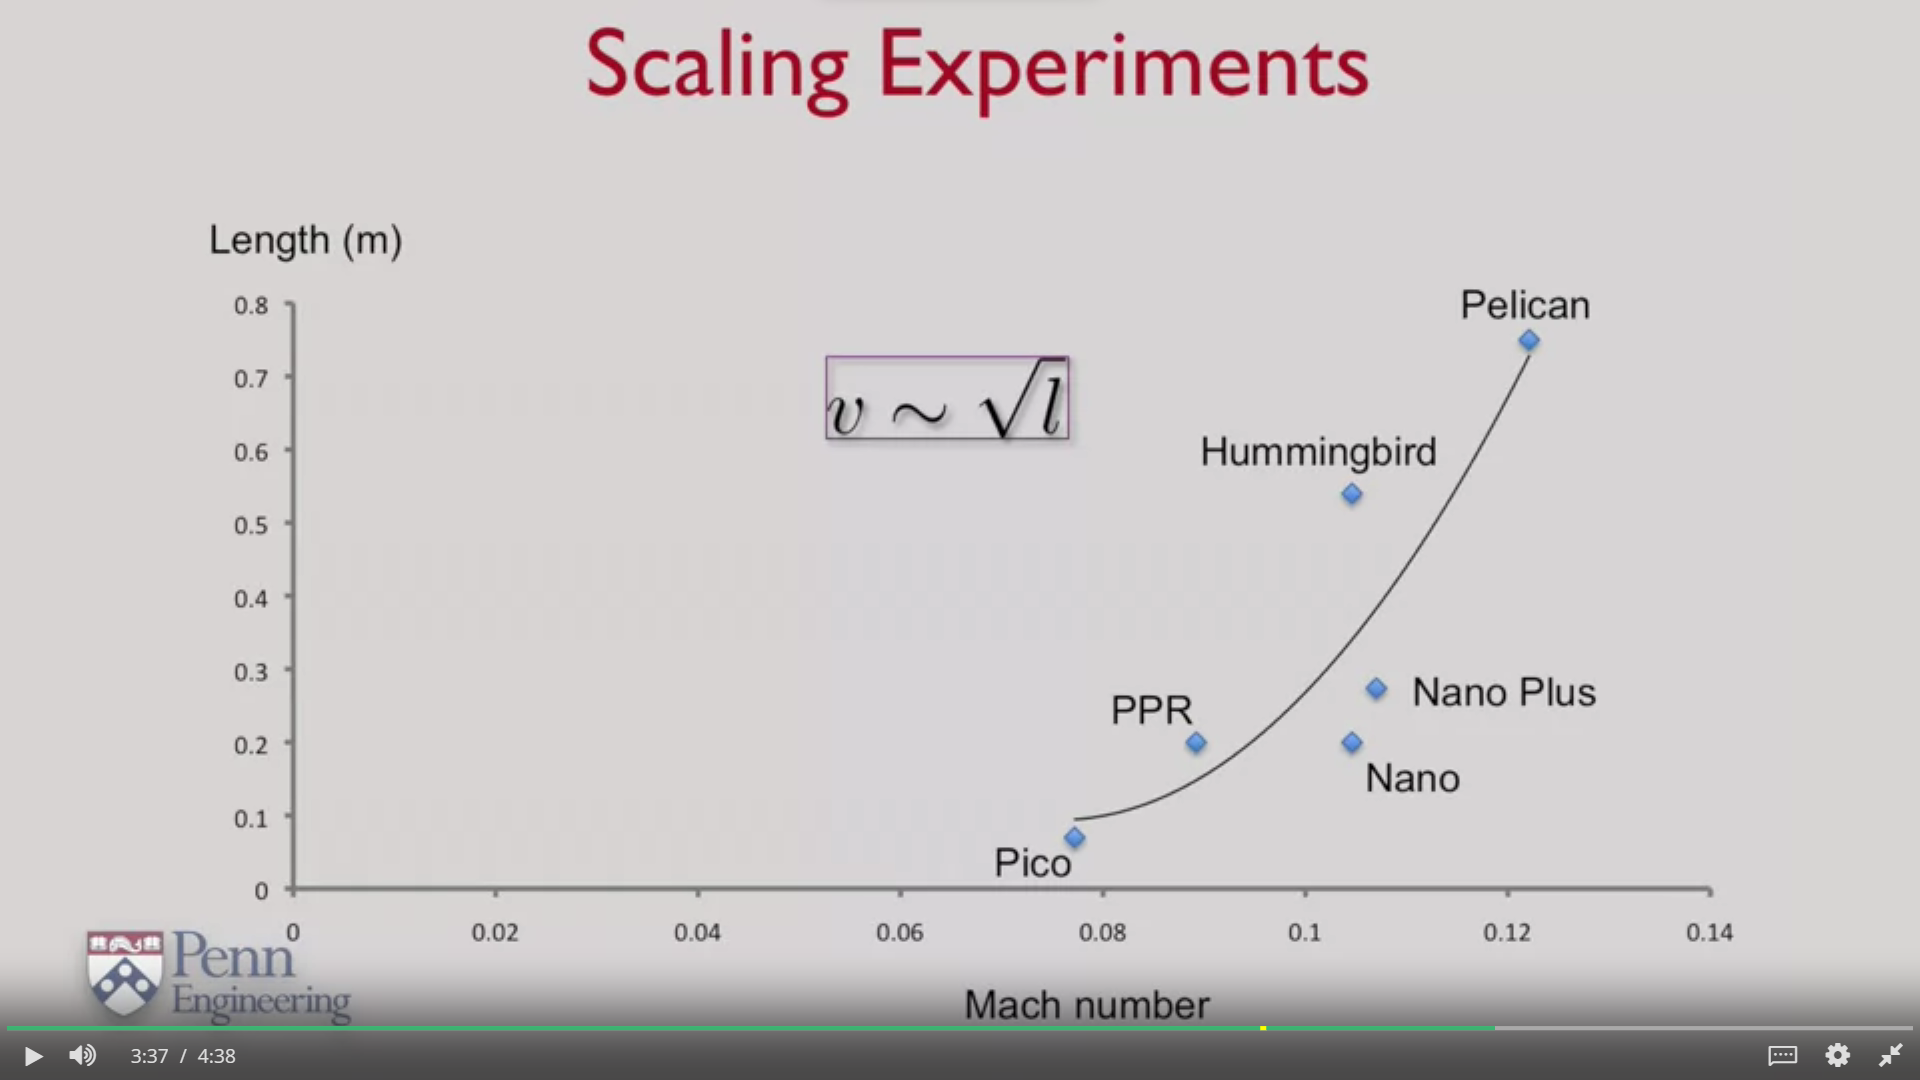 Scaling Experiments
Length (m)
0.8
0.7
0.6
0.5
0.4
0.3
0.2
0.1
0
v ~ √l
Pelican
Hummingbird
Nano Plus
PPR
Nano
Pico
0 0.02 0.04 0.06 0.08 0.1 0.12 0.14
Mach number
Penn
Engineering
3:37 / 4:38